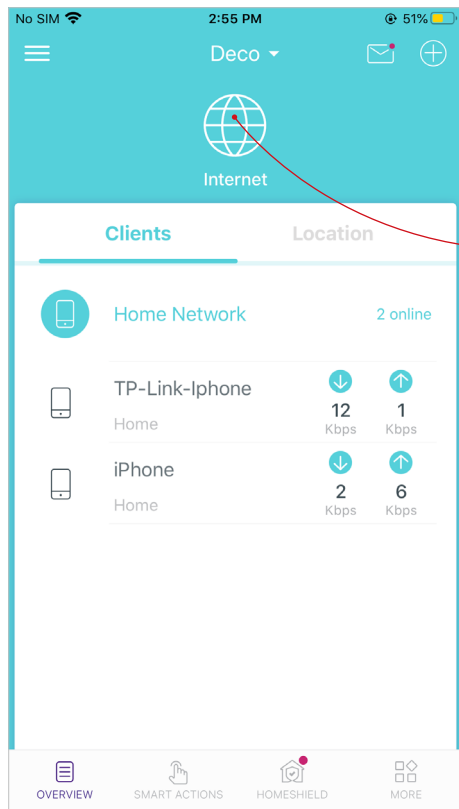 No SIM 2:55 PM 51%
Deco
Internet
Clients Location
Home Network 2 online
TP-Link-Iphone
Home
12 1
Kbps Kbps
iPhone
Home
2 6
Kbps Kbps
OVERVIEW SMART ACTIONS HOMESHIELD MORE